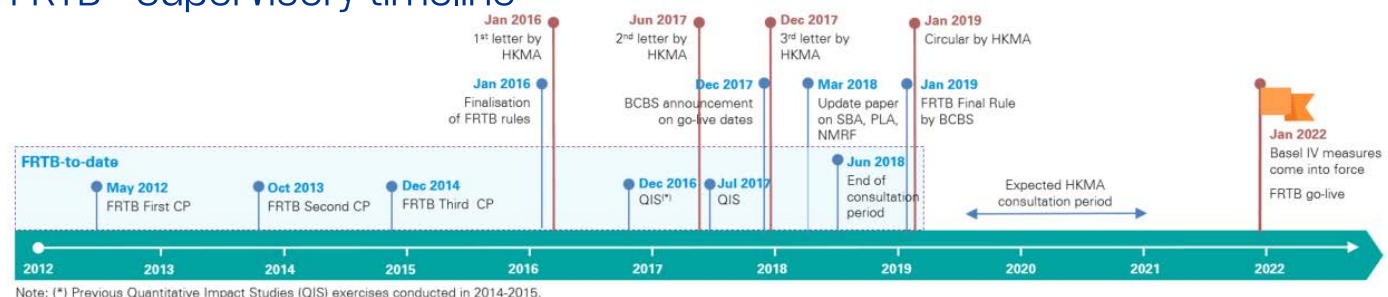 FRTB - Supervisory timeline
Jan 2016
1st letter by
HKMA
Jun 2017
2nd letter by
HKMA
Dec 2017
3rd letter by
HKMA
Jan 2019
Circular by HKMA
Jan 2016
Finalisation
of FRTB rules
Dec 2017
BCBS announcement
on go-live dates
Mar 2018
Update paper
on SBA, PLA,
NMRF
Jan 2019
FRTB Final Rule
by BCBS
Jan 2022
Basel IV measures
come into force
FRTB go-live
FRTB-to-date
May 2012
FRTB First CP
Oct 2013
FRTB Second CP
Dec 2014
FRTB Third CP
Dec 2016
QIS(*)
Jul 2017
QIS
Jun 2018
End of
consultation
period
Expected HKMA
consultation period
2012 2013 2014 2015 2016 2017 2018 2019 2020 2021 2022
Note: (*) Previous Quantitative Impact Studies (QIS) exercises conducted in 2014-2015.